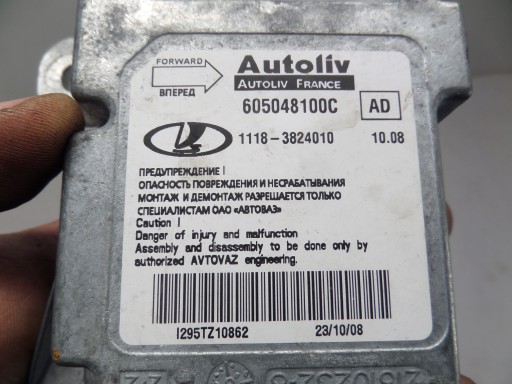 FORWARD
ВПЕРЕД
Autoliv
AUTOLIV FRANCE
605048100C
AD
1118-3824010
10.08
ПРЕДУПРЕЖДЕНИЕ !
ОПАСНОСТЬ ПОВРЕЖДЕНИЯ И НЕСРАБАТЫВАНИЯ
МОНТАЖ И ДЕМОНТАЖ РАЗРЕШАЕТСЯ ТОЛЬКО
СПЕЦИАЛИСТАМ ОАО «АВТОВАЗ»
Caution !
Danger of injury and malfunction
Assembly and disassembly to be done only by
authorized AVTOVAZ engineering.
I295TZ10862
23/10/08